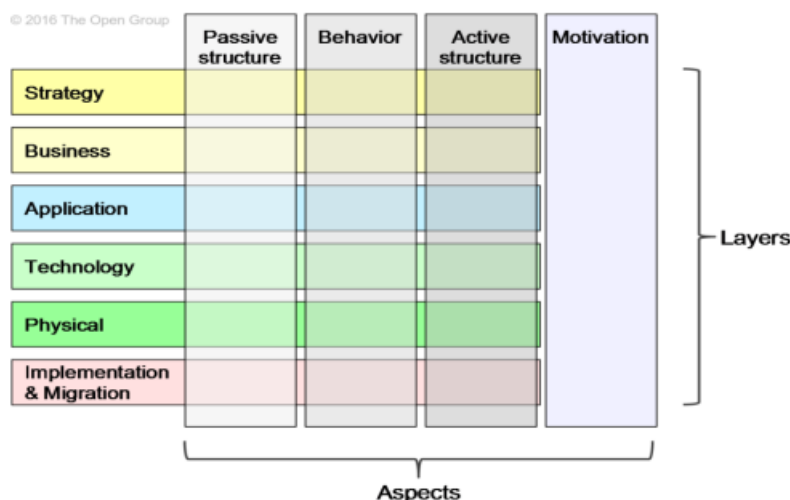 © 2016 The Open Group
Passive
structure
Behavior
Active
structure
Motivation
Strategy
Business
Application
Technology
Physical
Implementation
& Migration
Layers
Aspects